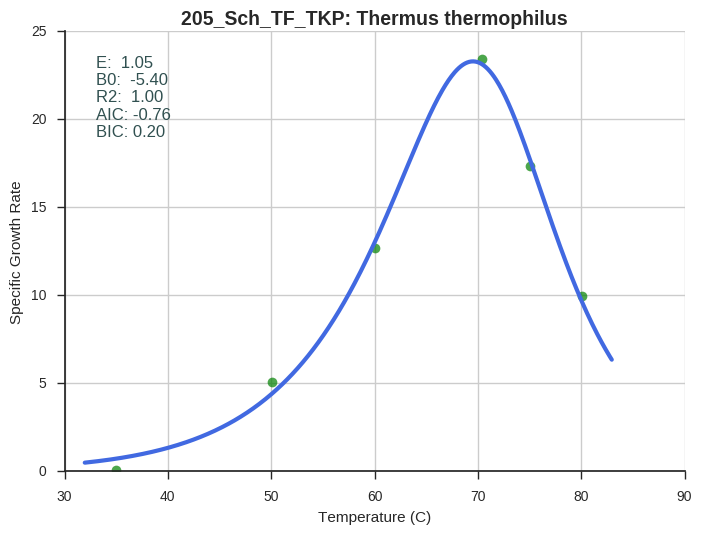 205_Sch_TF_TKP: Thermus thermophilus
E:  1.05
B0:  -5.40
R2:  1.00
AIC: -0.76
BIC: 0.20
Specific Growth Rate
25
20
15
10
5
0
30 40 50 60 70 80 90
Temperature (C)